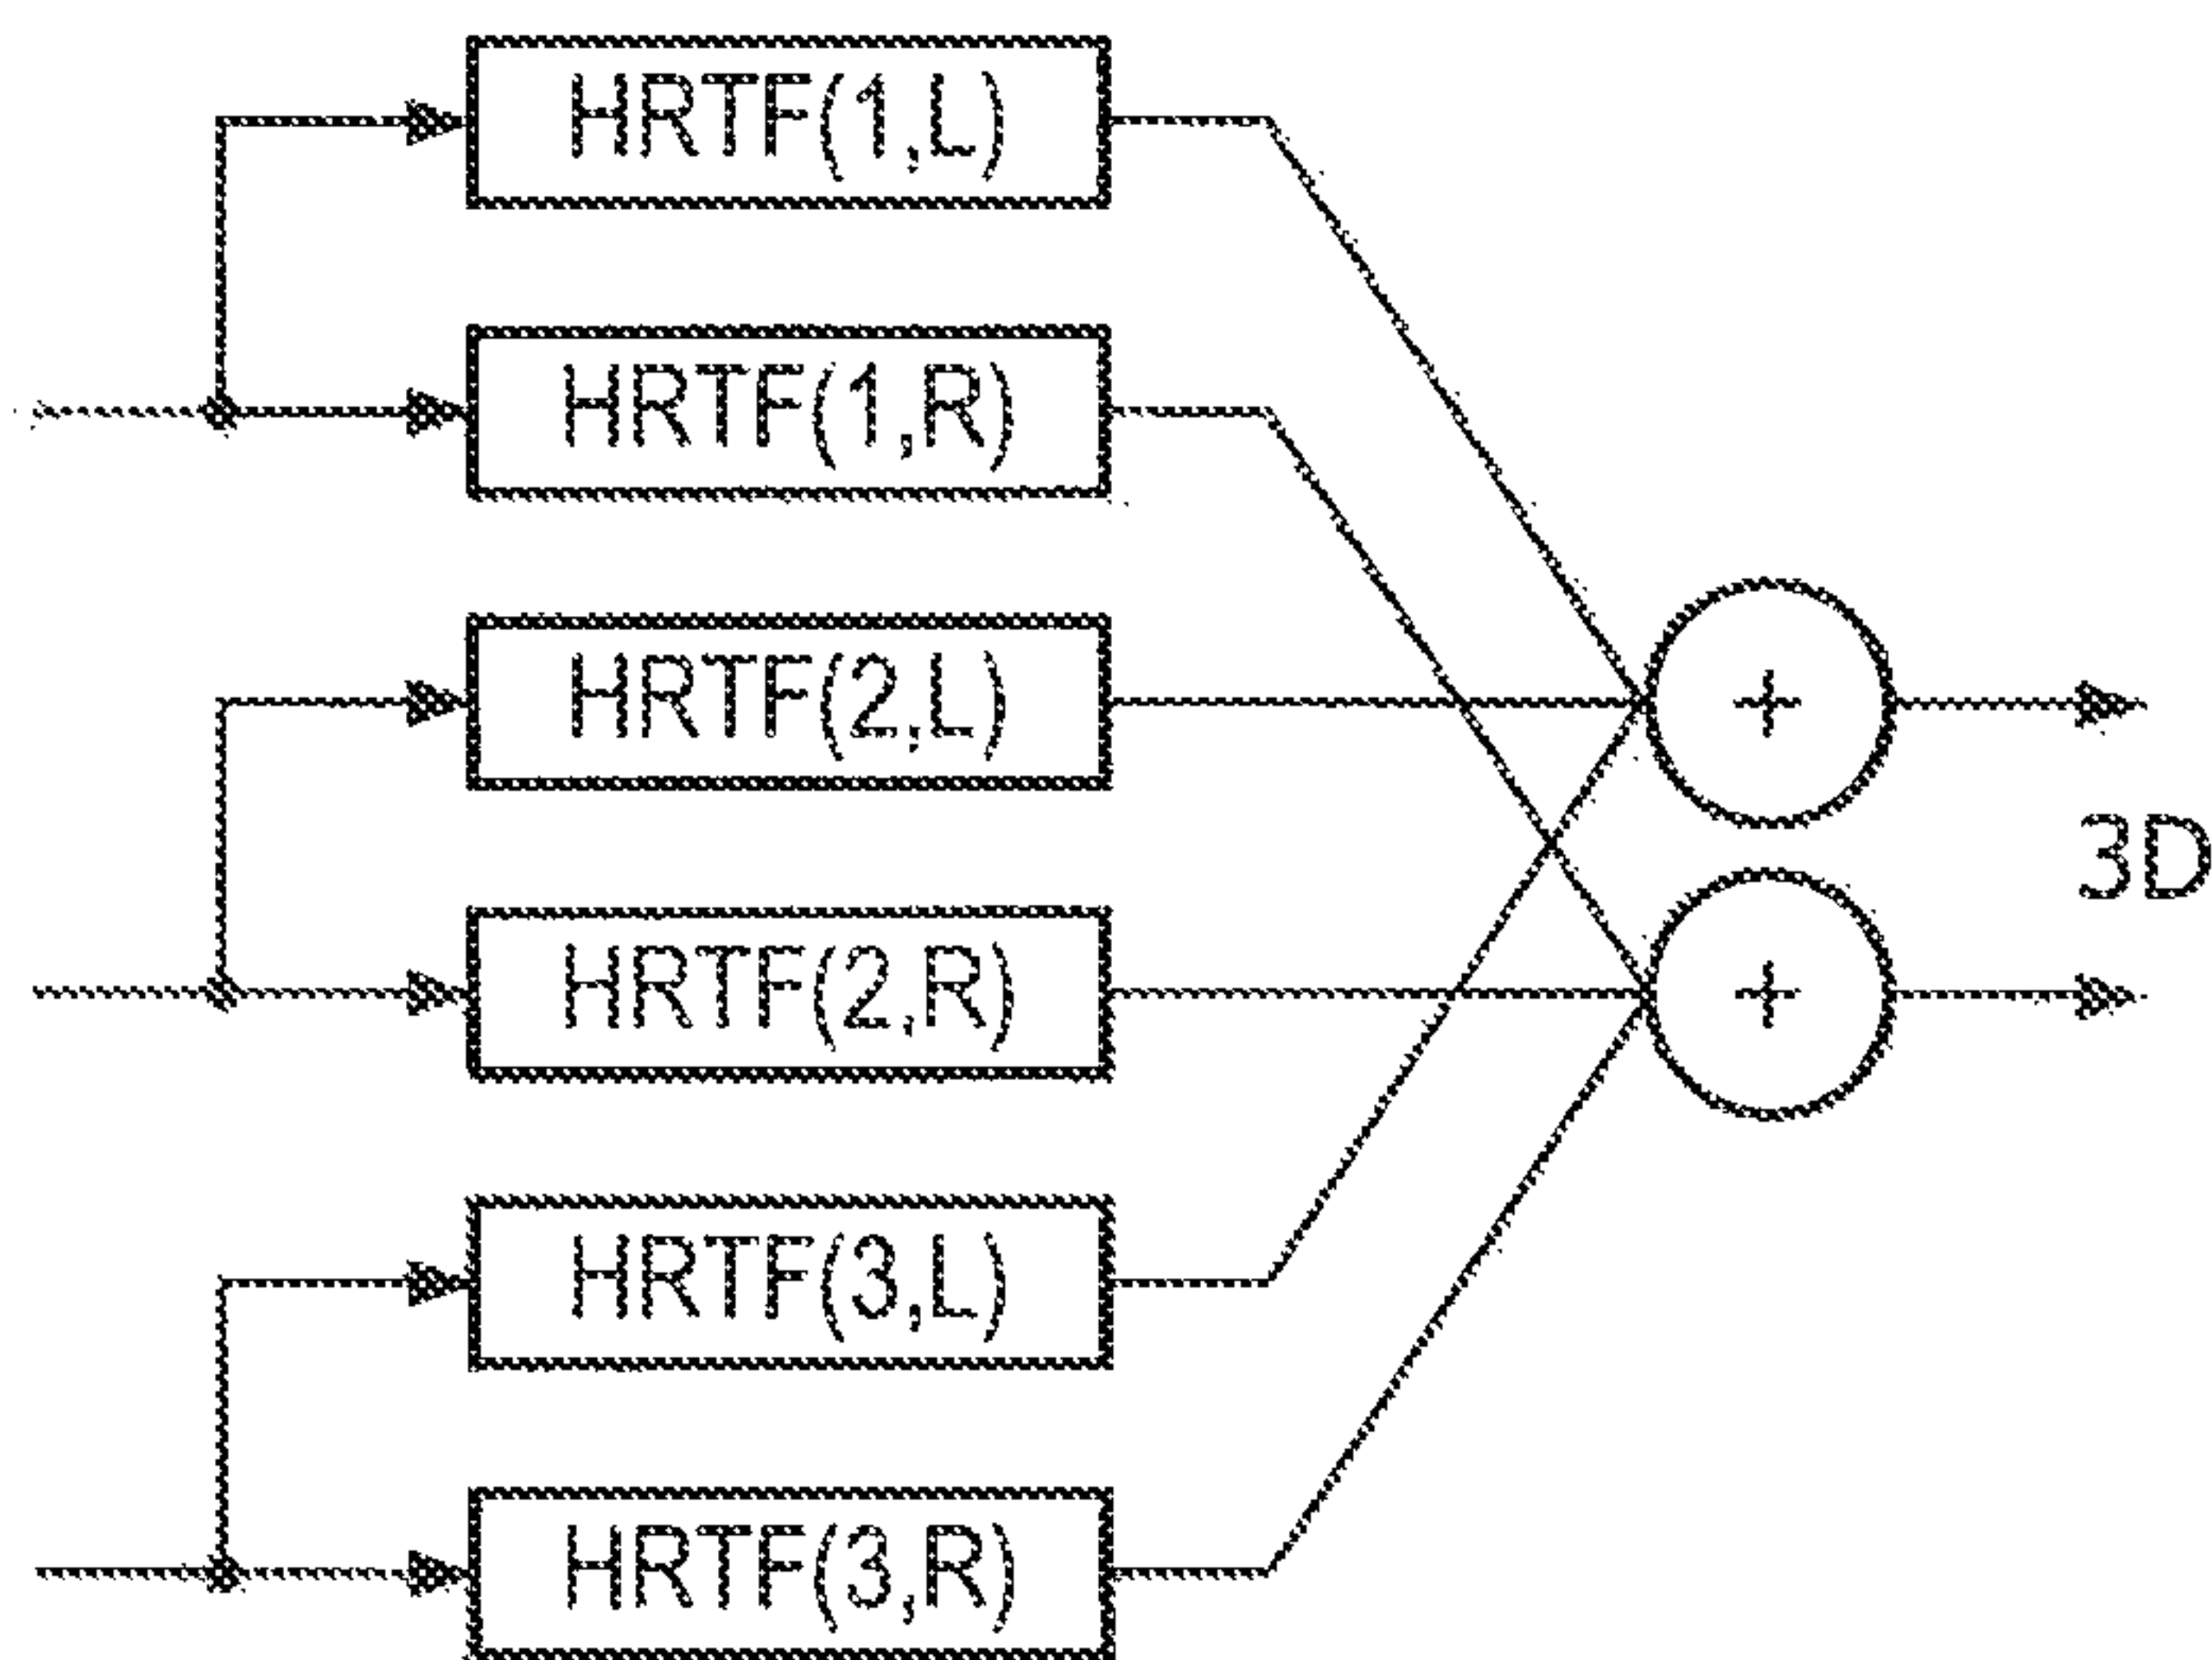 HRTF(1,L)
HRTF(1,R)
HRTF(2,L)
+
3D
HRTF(2,R)
+
HRTF(3,L)
HRTF(3,R)